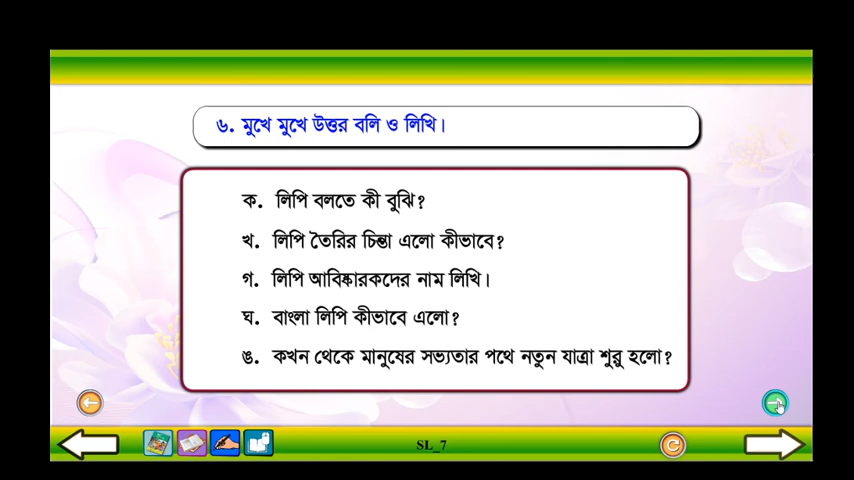 ৬. মুখে মুখে উত্তর বলি ও লিখি।
ক. লিপি বলতে কী বুঝি?
খ. লিপি তৈরির চিন্তা এলো কীভাবে?
গ. লিপি আবিষ্কারকদের নাম লিখি।
ঘ. বাংলা লিপি কীভাবে এলো?
ঙ. কখন থেকে মানুষের সভ্যতার পথে নতুন যাত্রা শুরু হলো?
SL_7